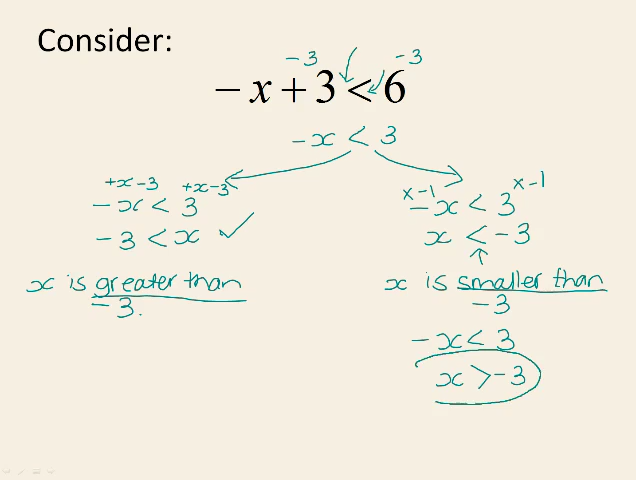 Consider:
-3 -3
−x + 3 < 6
-x < 3
+x-3 +x-3
-x < 3
-3 < x ✓
x is greater than
-3.
x-1 x-1
-x < 3
x < -3
x is smaller than
-3
-x < 3
x > -3